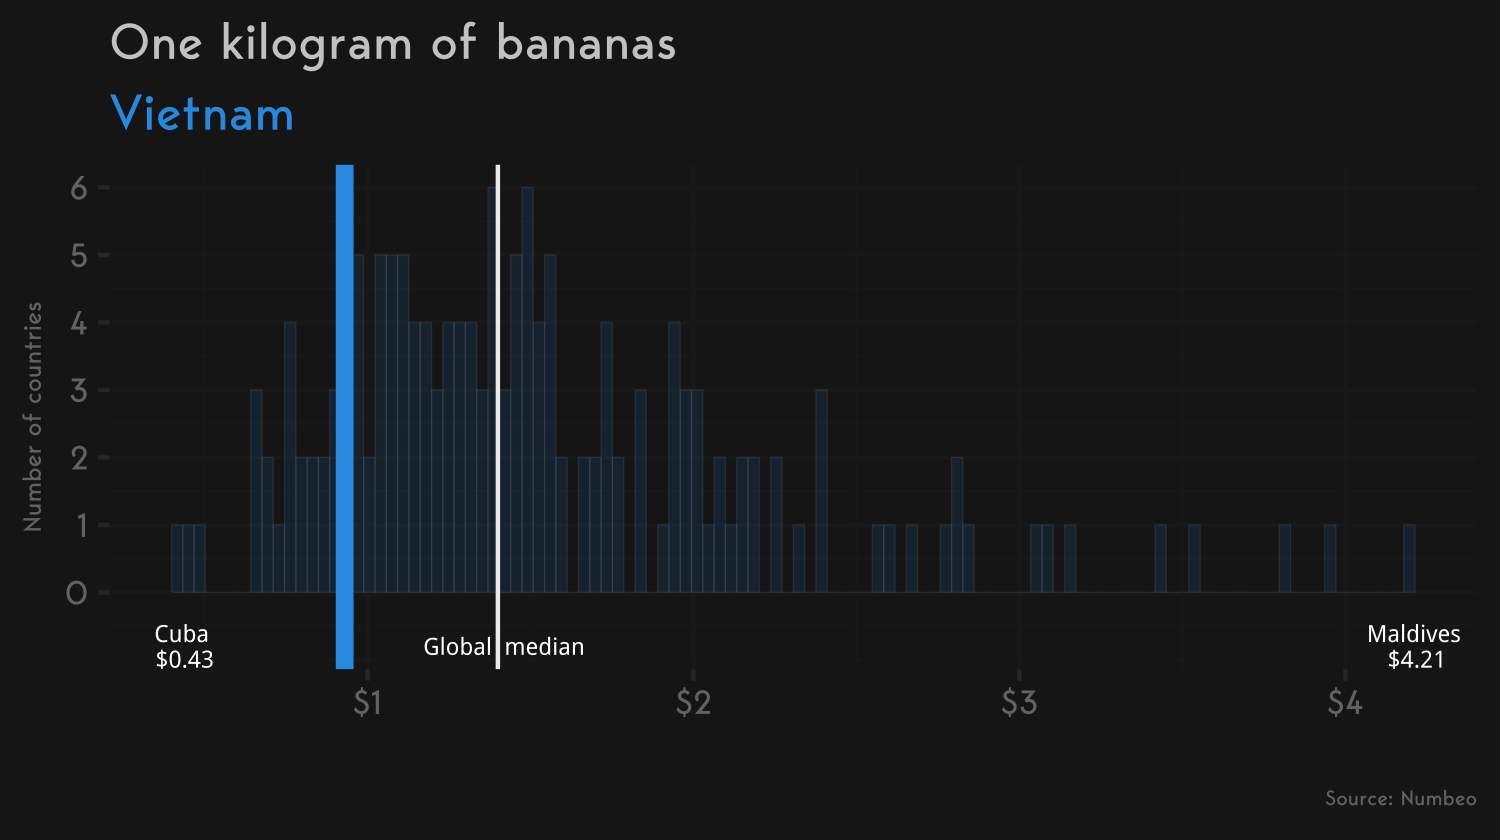 One kilogram of bananas
Vietnam
Number of countries
6
5
4
3
2
1
0
Cuba
$0.43
Global median
Maldives
$4.21
$1 $2 $3 $4
Source: Numbeo